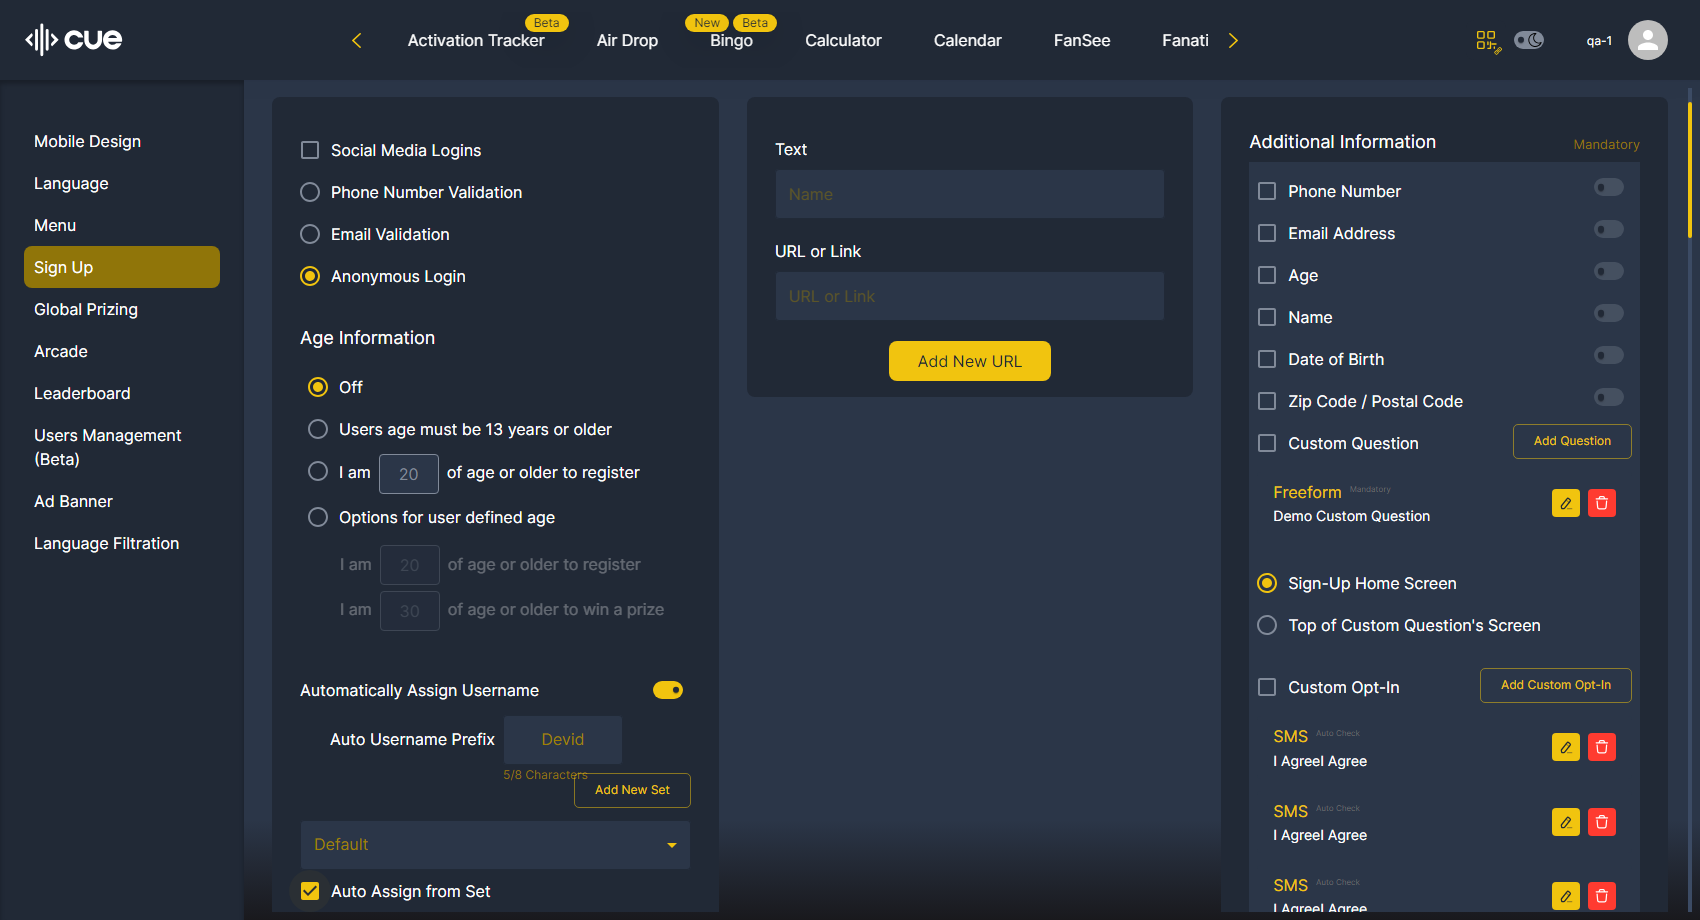 cue
Beta
New
Beta
Activation Tracker
Air Drop
Bingo
Calculator
Calendar
FanSee
Fanati
qa-1
Mobile Design
Language
Menu
Sign Up
Global Prizing
Arcade
Leaderboard
Users Management
(Beta)
Ad Banner
Language Filtration
Social Media Logins
Phone Number Validation
Email Validation
Anonymous Login
Age Information
Off
Users age must be 13 years or older
I am 20 of age or older to register
Options for user defined age
I am 20 of age or older to register
I am 30 of age or older to win a prize
Automatically Assign Username
Auto Username Prefix Devid
5/8 Characters
Add New Set
Default
Auto Assign from Set
Text
Name
URL or Link
URL or Link
Add New URL
Additional Information
Mandatory
Phone Number
Email Address
Age
Name
Date of Birth
Zip Code / Postal Code
Custom Question
Add Question
Freeform Mandatory
Demo Custom Question
Sign-Up Home Screen
Top of Custom Question's Screen
Custom Opt-In
Add Custom Opt-In
SMS Auto Check
I AgreeI Agree
SMS Auto Check
I AgreeI Agree
SMS Auto Check
I AgreeI Agree